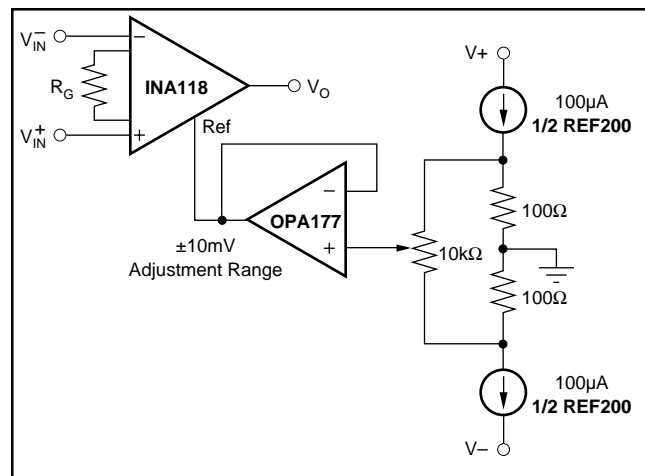 V⁻IN
RG
V⁺IN
−
+
INA118
VO
Ref
OPA177
−
+
±10mV
Adjustment Range
10kΩ
V+
100µA
1/2 REF200
100Ω
100Ω
100µA
1/2 REF200
V–